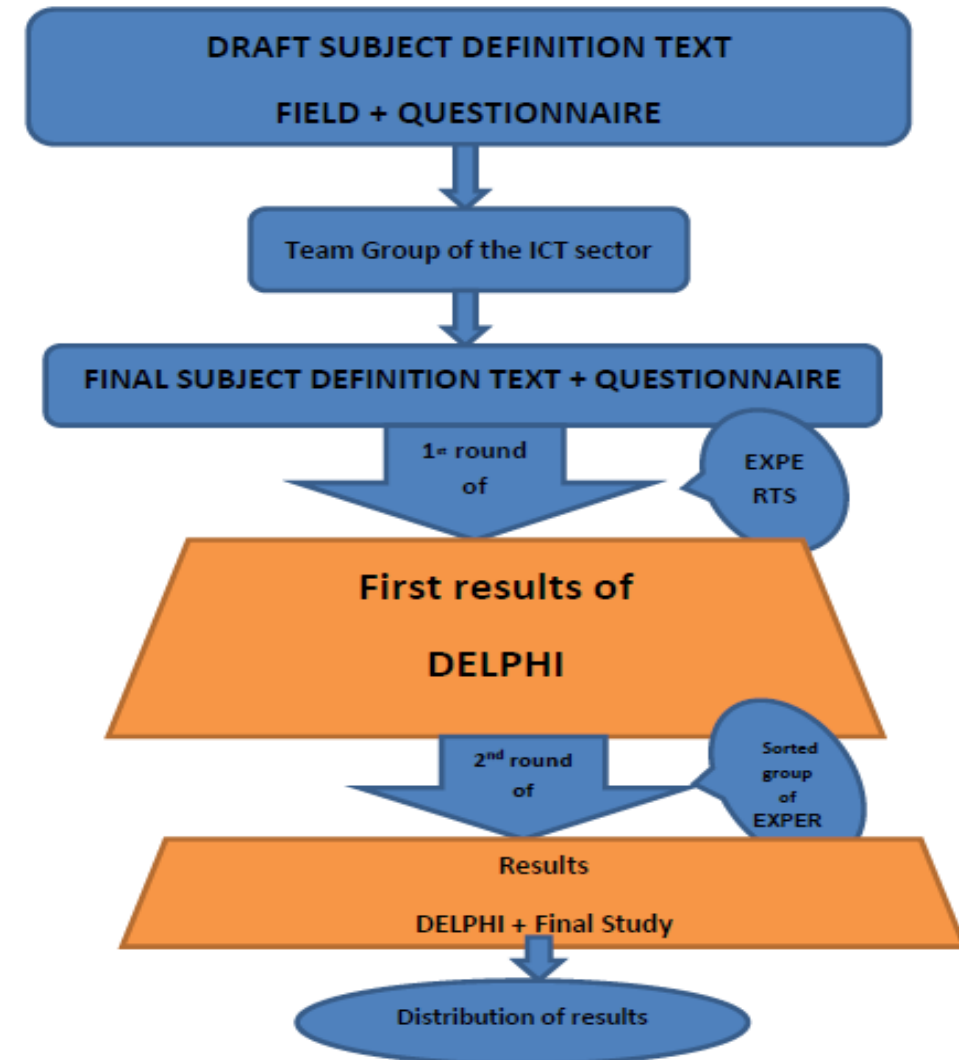 DRAFT SUBJECT DEFINITION TEXT
FIELD + QUESTIONNAIRE
Team Group of the ICT sector
FINAL SUBJECT DEFINITION TEXT + QUESTIONNAIRE
1st round
of
EXPE
RTS
First results of
DELPHI
2nd round
of
Sorted
group
of
EXPER
Results
DELPHI + Final Study
Distribution of results